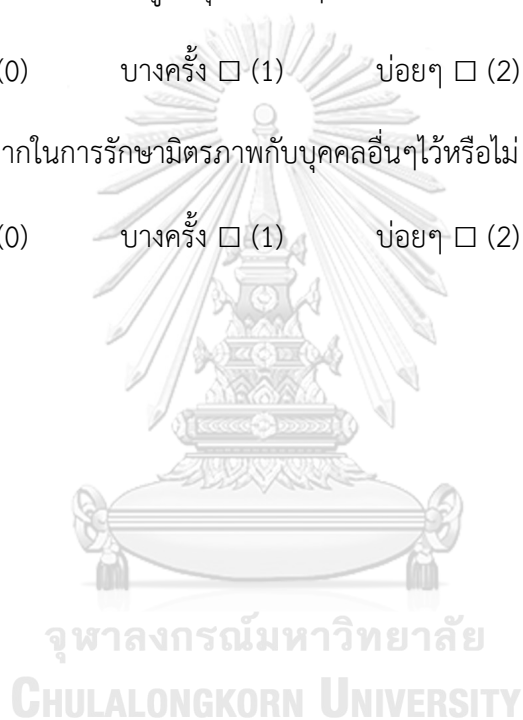 (0) บางครั้ง □ (1) บ่อยๆ □ (2)
ากในการรักษามิตรภาพกับบุคคลอื่นๆไว้หรือไม่
(0) บางครั้ง □ (1) บ่อยๆ □ (2)
จุฬาลงกรณ์มหาวิทยาลัย
CHULALONGKORN UNIVERSITY